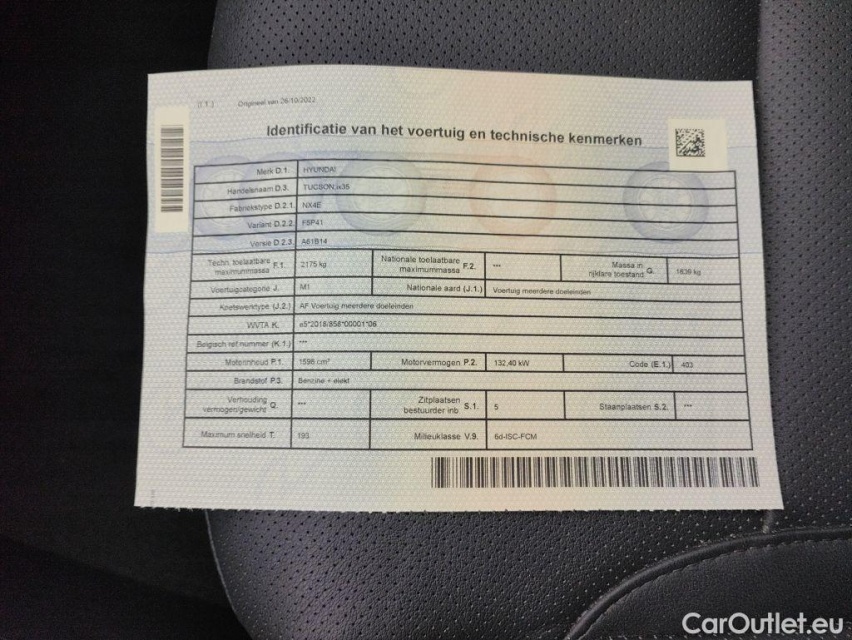 (I.1.) Origineel van 26/10/2022
Identificatie van het voertuig en technische kenmerken
Merk D.1. HYUNDAI
Handelsnaam D.3. TUCSON,ix35
Fabriekstype D.2.1. NX4E
Variant D.2.2. F5P41
Versie D.2.3. A61B14
Techn. toelaatbare maximummassa F.1. 2175 kg Nationale toelaatbare maximummassa F.2. *** Massa in rijklare toestand G. 1639 kg
Voertuigcategorie J. M1 Nationale aard (J.1.) Voertuig meerdere doeleinden
Koetswerktype (J.2.) AF Voertuig meerdere doeleinden
WVTA K. e5*2018/858*00001*06
Belgisch ref nummer (K.1.) ***
Motorinhoud P.1. 1598 cm³ Motorvermogen P.2. 132,40 kW Code (E.1.) 403
Brandstof P.3. Benzine + elekt
Verhouding vermogen/gewicht Q. *** Zitplaatsen bestuurder inb. S.1. 5 Staanplaatsen S.2. ***
Maximum snelheid T. 193 Milieuklasse V.9. 6d-ISC-FCM
CarOutlet.eu